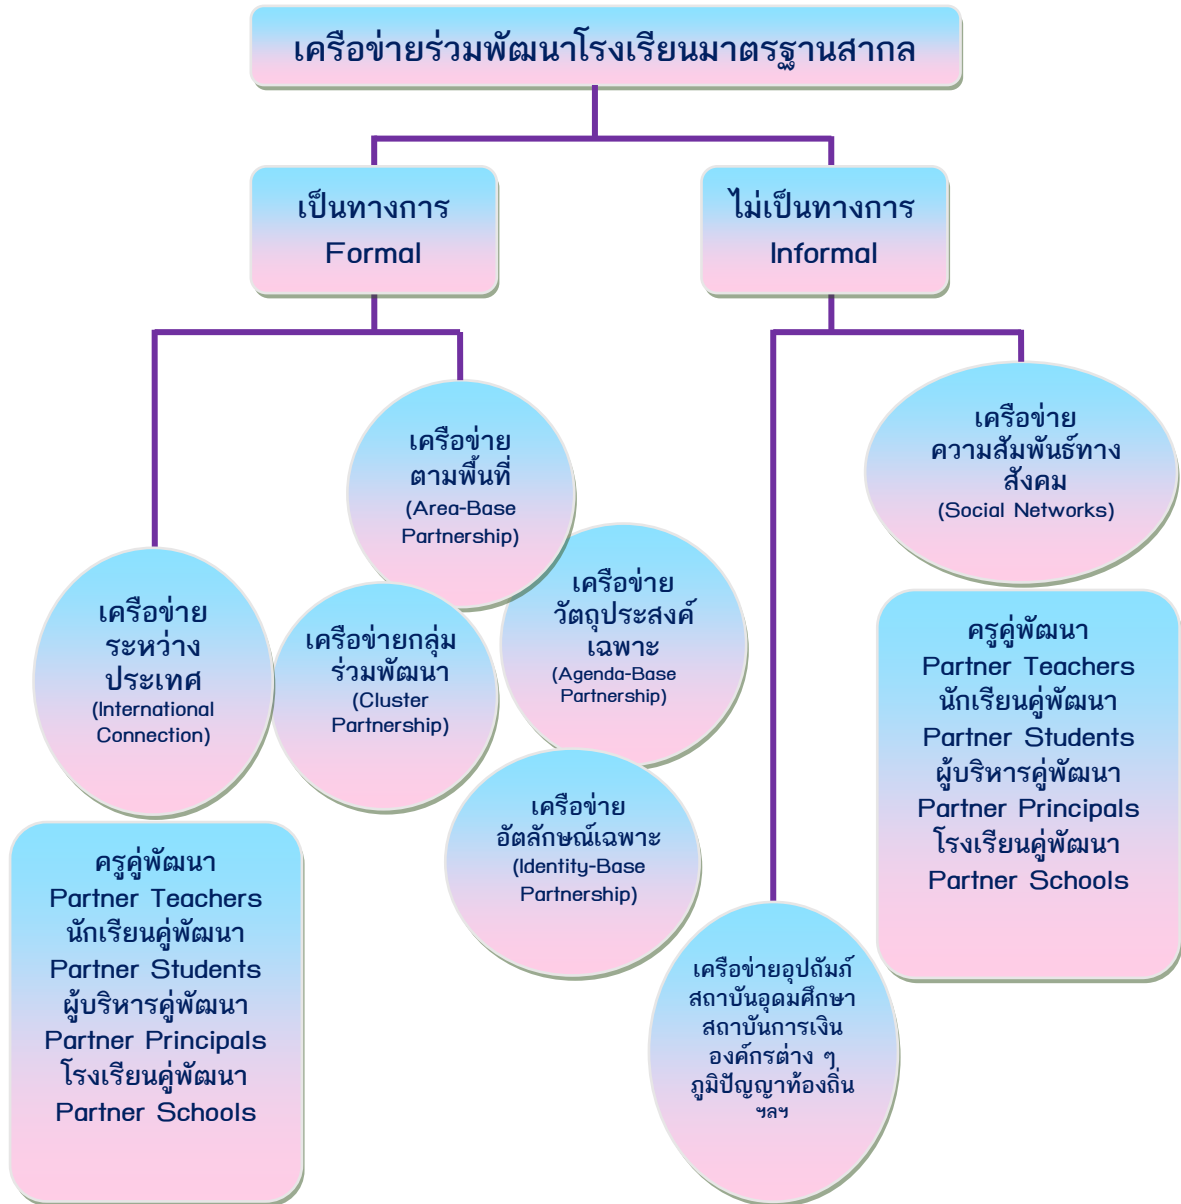 เครือข่ายร่วมพัฒนาโรงเรียนมาตรฐานสากล
เป็นทางการ
Formal
ไม่เป็นทางการ
Informal
เครือข่าย
ตามพื้นที่
(Area-Base
Partnership)
เครือข่าย
ความสัมพันธ์ทาง
สังคม
(Social Networks)
เครือข่าย
ระหว่าง
ประเทศ
(International
Connection)
เครือข่ายกลุ่ม
ร่วมพัฒนา
(Cluster
Partnership)
เครือข่าย
วัตถุประสงค์
เฉพาะ
(Agenda-Base
Partnership)
เครือข่าย
อัตลักษณ์เฉพาะ
(Identity-Base
Partnership)
ครูคู่พัฒนา
Partner Teachers
นักเรียนคู่พัฒนา
Partner Students
ผู้บริหารคู่พัฒนา
Partner Principals
โรงเรียนคู่พัฒนา
Partner Schools
ครูคู่พัฒนา
Partner Teachers
นักเรียนคู่พัฒนา
Partner Students
ผู้บริหารคู่พัฒนา
Partner Principals
โรงเรียนคู่พัฒนา
Partner Schools
เครือข่ายอุปถัมภ์
สถาบันอุดมศึกษา
สถาบันการเงิน
องค์กรต่าง ๆ
ภูมิปัญญาท้องถิ่น
ฯลฯ